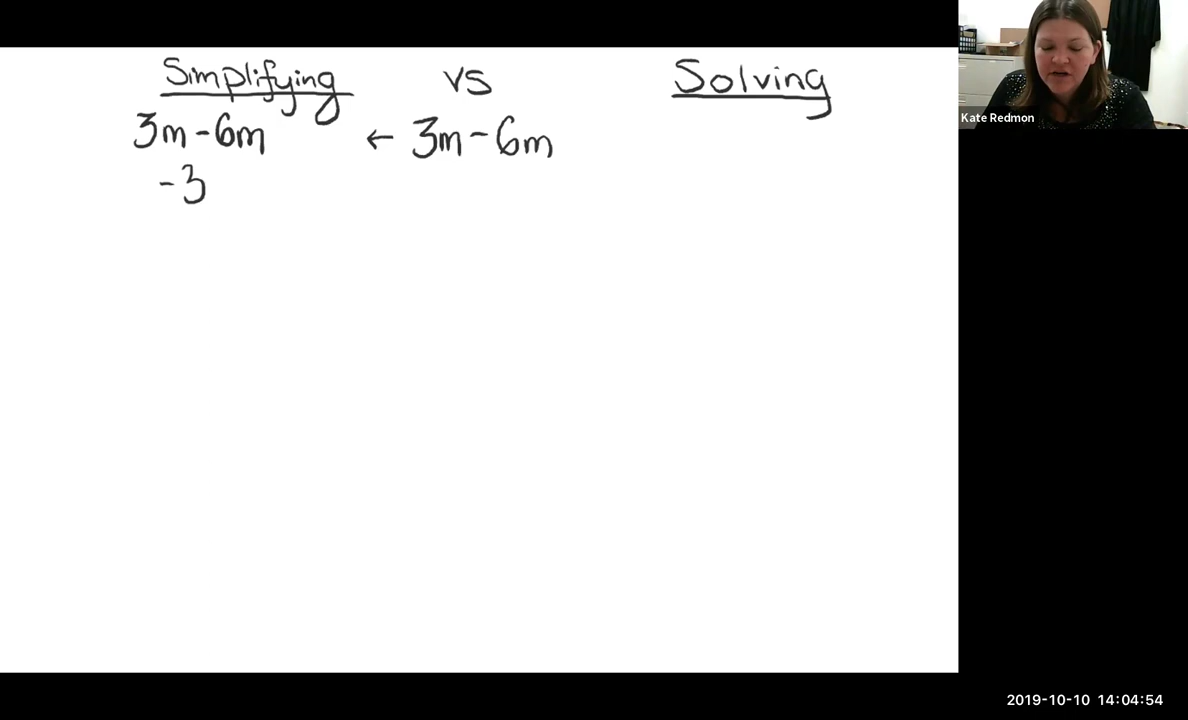 Simplifying vs Solving
3m-6m ← 3m-6m
-3
Kate Redmon
2019-10-10 14:04:54